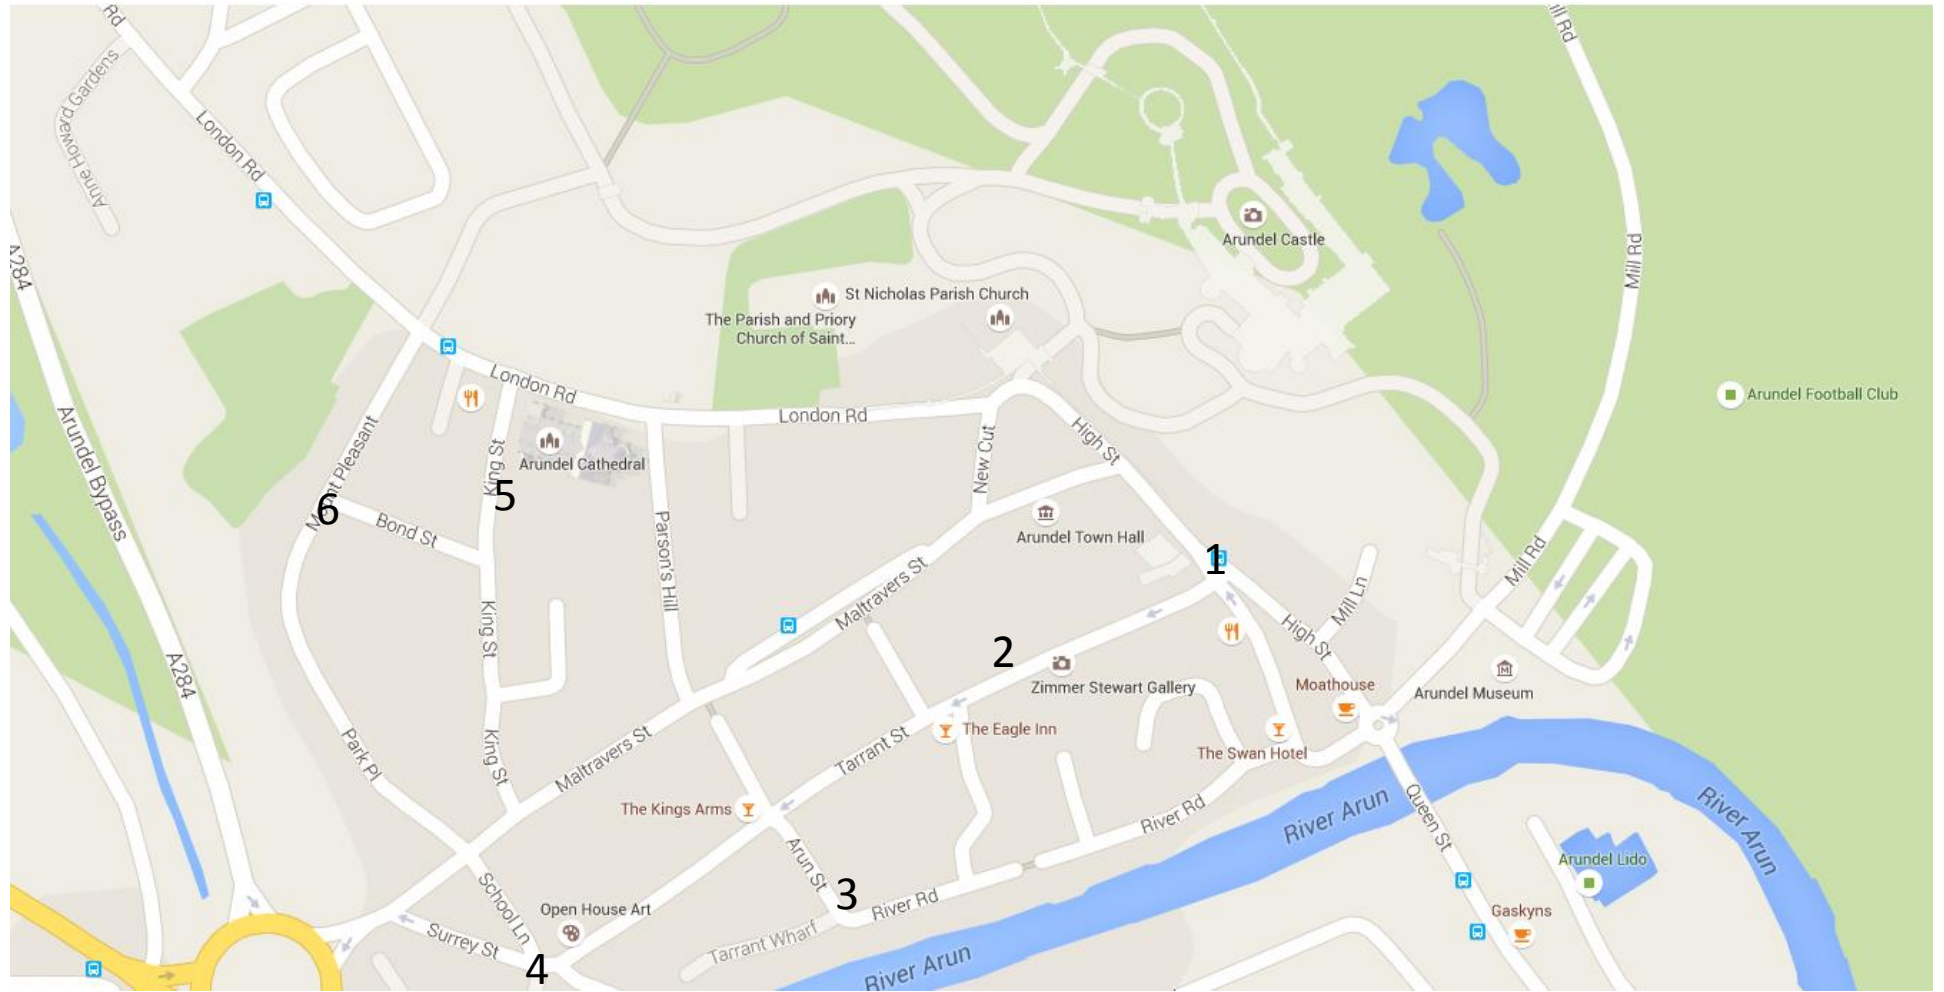 Rd
ill Rd
Anne Howard Gardens
London Rd
A284
Arundel Castle
Mill Rd
St Nicholas Parish Church
The Parish and Priory
Church of Saint...
London Rd
London Rd
Arundel Football Club
Arundel Bypass
Mount Pleasant
King St
Arundel Cathedral
High St
New Cut
5
6
Bond St
Parson's Hill
Arundel Town Hall
1
Mill Rd
Mill Ln
Maltravers St
King St
High St
2
A284
Zimmer Stewart Gallery
Moathouse
Arundel Museum
The Eagle Inn
Tarrant St
The Swan Hotel
Park Pl
King St
Maltravers St
The Kings Arms
River Rd
River Arun
Queen St
River Arun
Arundel Lido
Arun St
3
River Rd
School Ln
Open House Art
Gaskyns
Surrey St
Tarrant Wharf
4
River Arun